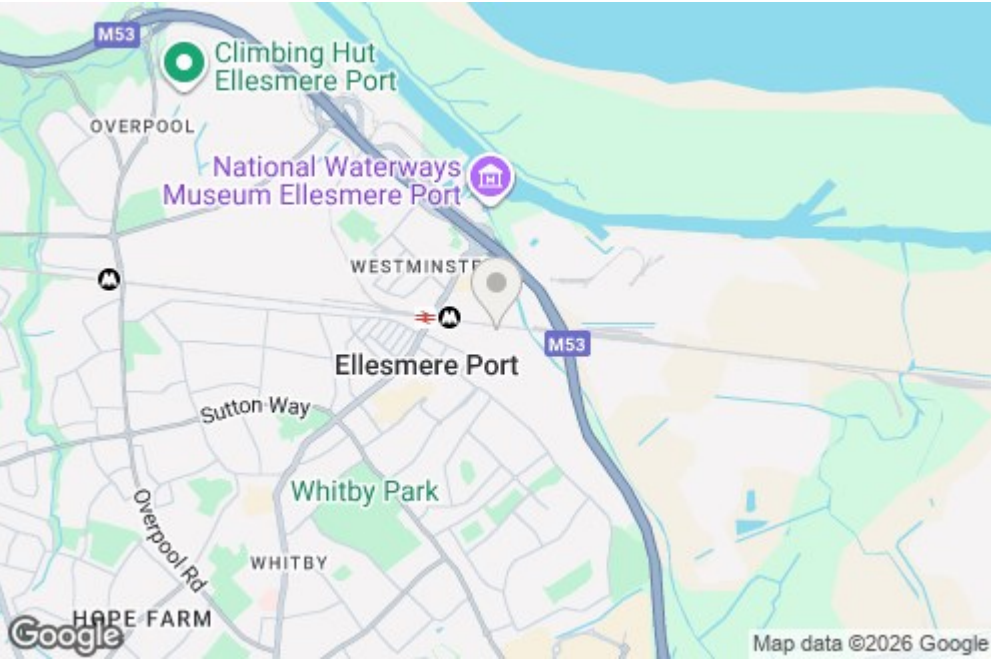 M53
Climbing Hut
Ellesmere Port
OVERPOOL
National Waterways
Museum Ellesmere Port
WESTMINSTE
Ellesmere Port
M53
Sutton Way
Whitby Park
Overpool Rd
WHITBY
HOPE FARM
Google
Map data ©2026 Google